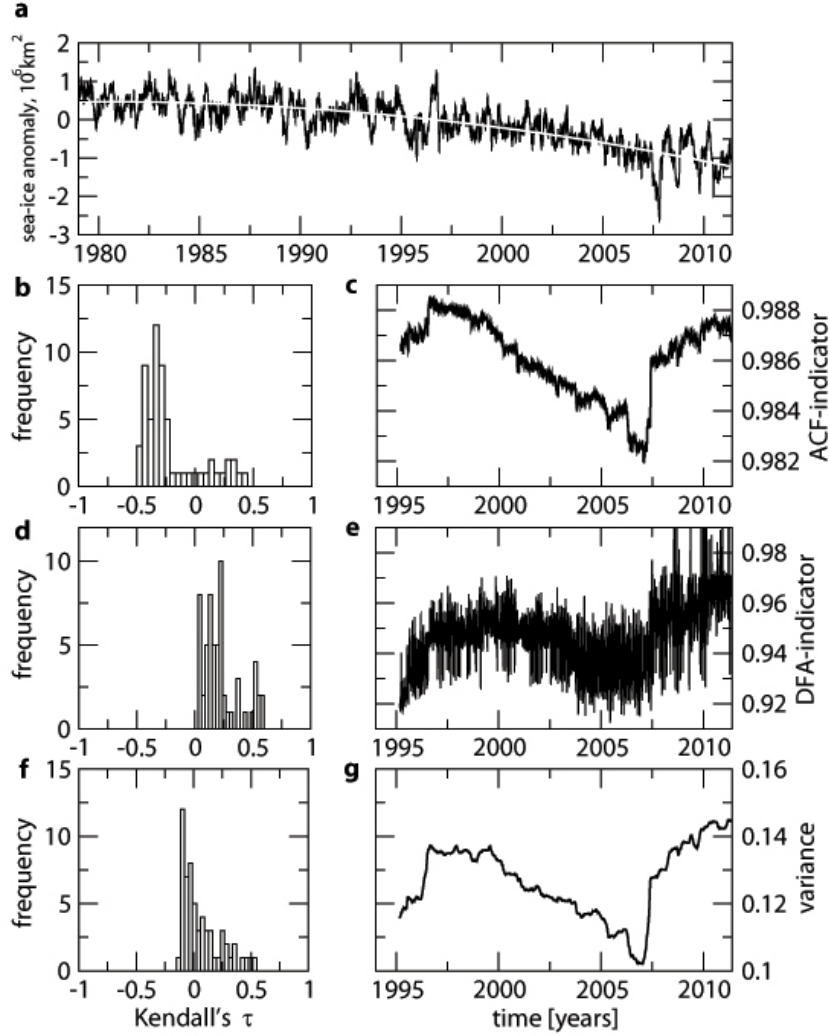 a
sea-ice anomaly, 10⁶km²
2
1
0
-1
-2
-3
1980 1985 1990 1995 2000 2005 2010
b
frequency
15
10
5
0
-1 -0.5 0 0.5 1
c
0.988
0.986
0.984
0.982
ACF-indicator
1995 2000 2005 2010
d
frequency
10
5
0
-1 -0.5 0 0.5 1
e
0.98
0.96
0.94
0.92
DFA-indicator
1995 2000 2005 2010
f
frequency
15
10
5
0
-1 -0.5 0 0.5 1
Kendall's τ
g
0.16
0.14
0.12
0.1
variance
1995 2000 2005 2010
time [years]